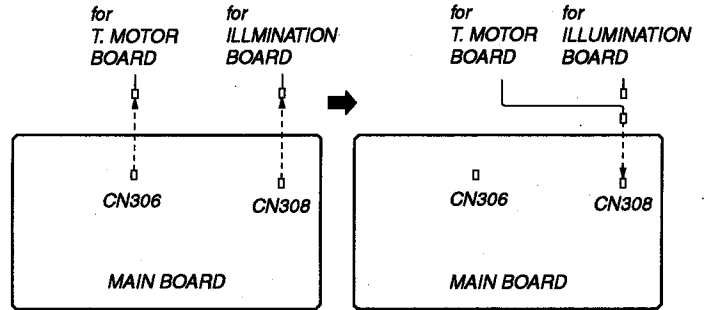 for
T. MOTOR
BOARD
for
ILLMINATION
BOARD
for
T. MOTOR
BOARD
for
ILLUMINATION
BOARD
CN306
CN308
CN306
CN308
MAIN BOARD
MAIN BOARD